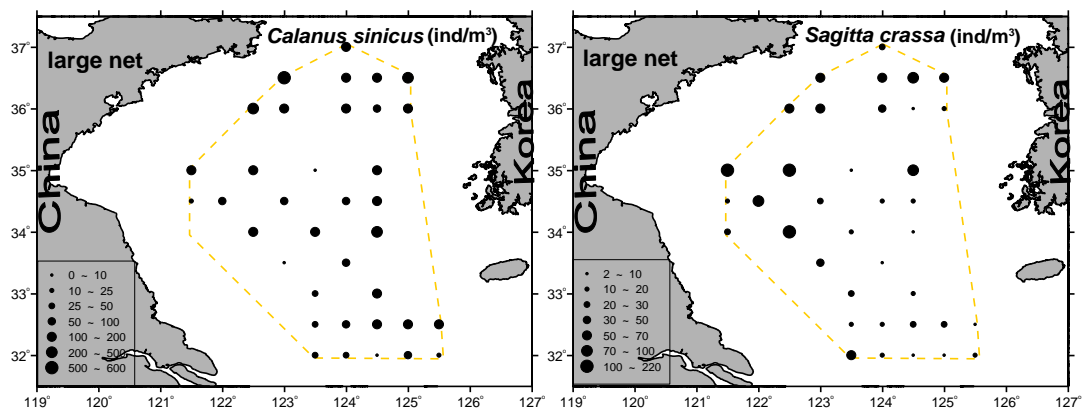 Calanus sinicus (ind/m³)
large net
China
37°
36°
35°
34°
33°
32°
0 ~ 10
10 ~ 25
25 ~ 50
50 ~ 100
100 ~ 200
200 ~ 500
500 ~ 600
119°
120°
121°
122°
123°
124°
125°
126°
127°
Korea
Sagitta crassa (ind/m³)
large net
China
37°
36°
35°
34°
33°
32°
2 ~ 10
10 ~ 20
20 ~ 30
30 ~ 50
50 ~ 70
70 ~ 100
100 ~ 220
119°
120°
121°
122°
123°
124°
125°
126°
127°
Korea